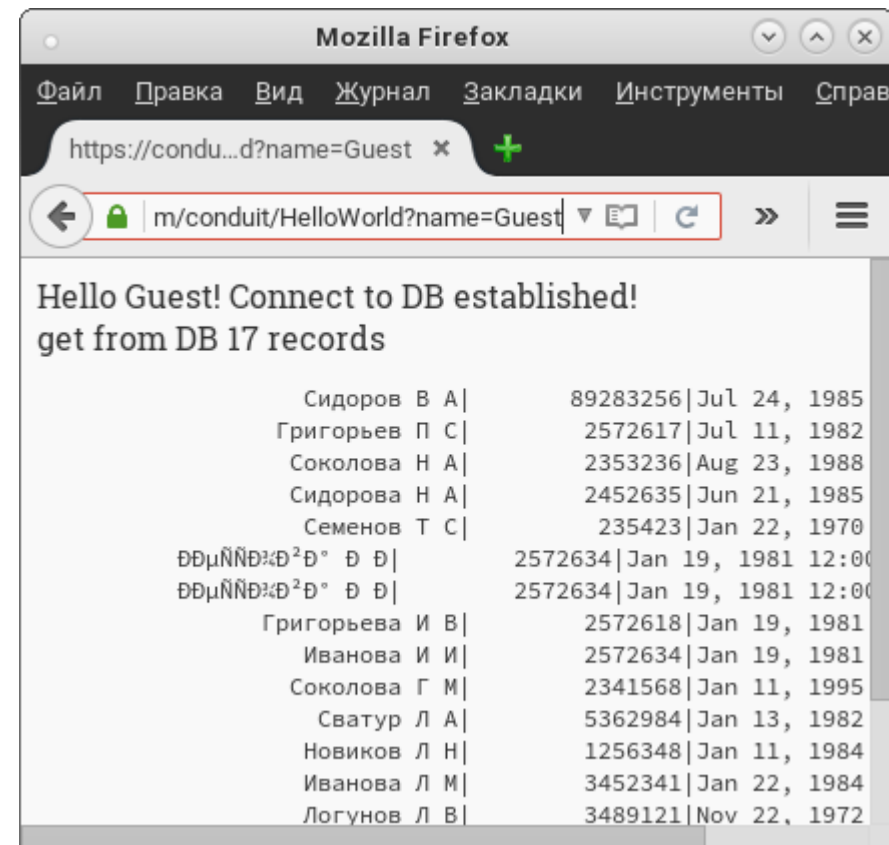 Mozilla Firefox
Файл Правка Вид Журнал Закладки Инструменты Справ
https://condu...d?name=Guest
m/conduit/HelloWorld?name=Guest
Hello Guest! Connect to DB established!
get from DB 17 records
Сидоров В А| 89283256|Jul 24, 1985
Григорьев П С| 2572617|Jul 11, 1982
Соколова Н А| 2353236|Aug 23, 1988
Сидорова Н А| 2452635|Jun 21, 1985
Семенов Т С| 235423|Jan 22, 1970
ÐÐµÑÑÐ¾Ð²Ð° Ð Ð| 2572634|Jan 19, 1981 12:00
ÐÐµÑÑÐ¾Ð²Ð° Ð Ð| 2572634|Jan 19, 1981 12:00
Григорьева И В| 2572618|Jan 19, 1981
Иванова И И| 2572634|Jan 19, 1981
Соколова Г М| 2341568|Jan 11, 1995
Сватур Л А| 5362984|Jan 13, 1982
Новиков Л Н| 1256348|Jan 11, 1984
Иванова Л М| 3452341|Jan 22, 1984
Логунов Л В| 3489121|Nov 22, 1972